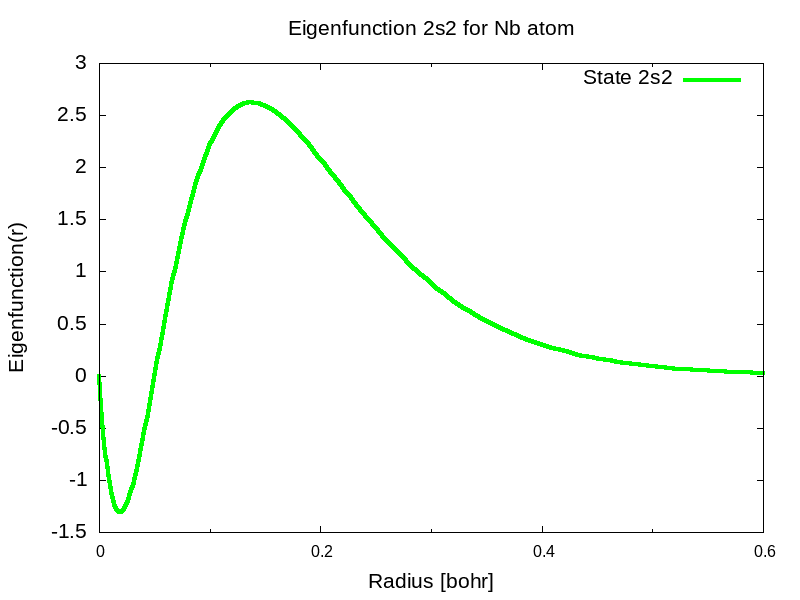 Eigenfunction 2s2 for Nb atom
State 2s2
3
2.5
2
1.5
1
0.5
0
-0.5
-1
-1.5
Eigenfunction(r)
0 0.2 0.4 0.6
Radius [bohr]